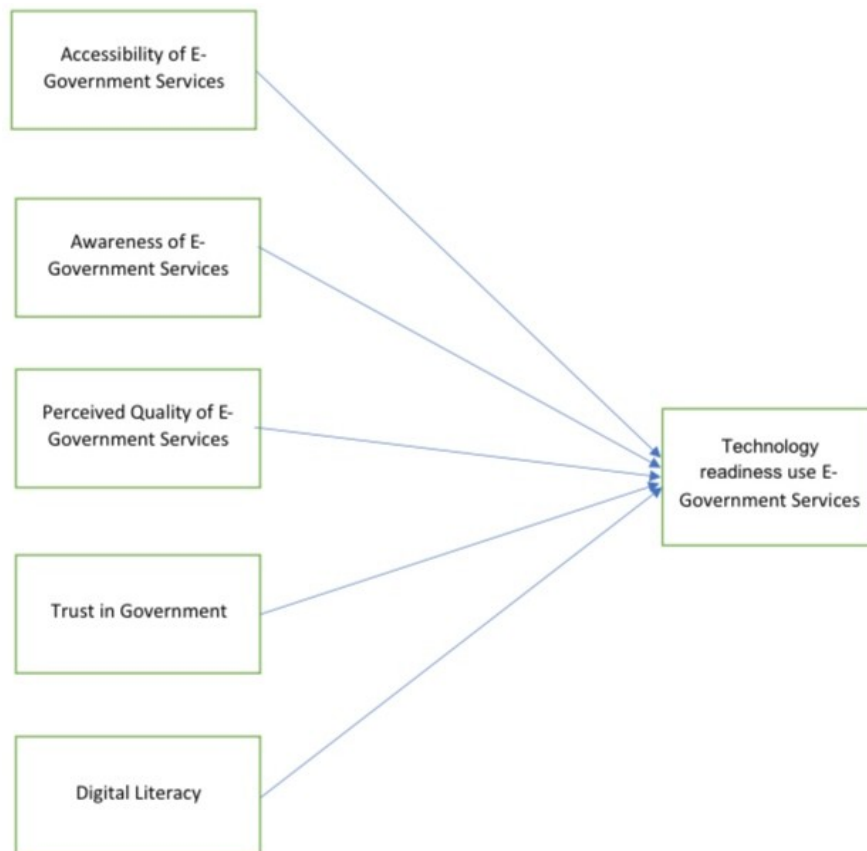 Accessibility of E-
Government Services
Awareness of E-
Government Services
Perceived Quality of E-
Government Services
Technology
readiness use E-
Government Services
Trust in Government
Digital Literacy